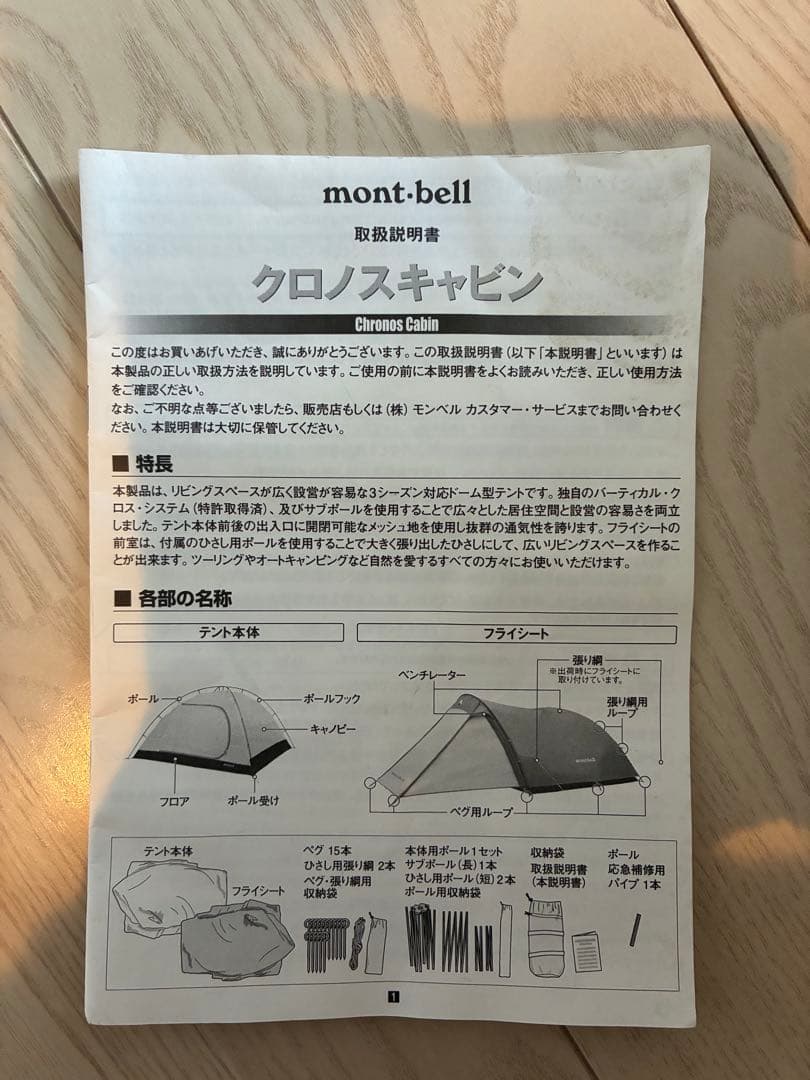 mont·bell
取扱説明書
クロノスキャビン
Chronos Cabin
この度はお買いあげいただき、誠にありがとうございます。この取扱説明書(以下「本説明書」といいます)は
本製品の正しい取扱方法を説明しています。ご使用の前に本説明書をよくお読みいただき、正しい使用方法
をご確認ください。
なお、ご不明な点等ございましたら、販売店もしくは(株) モンベル カスタマー・サービスまでお問い合わせく
ださい。本説明書は大切に保管してください。
■ 特長
本製品は、リビングスペースが広く設営が容易な3シーズン対応ドーム型テントです。独自のバーティカル・ク
ロス・システム(特許取得済)、及びサブポールを使用することで広々とした居住空間と設営の容易さを両立
しました。テント本体前後の出入口に開閉可能なメッシュ地を使用し抜群の通気性を誇ります。フライシートの
前室は、付属のひさし用ポールを使用することで大きく張り出したひさしにして、広いリビングスペースを作るこ
とが出来ます。ツーリングやオートキャンピングなど自然を愛するすべての方々にお使いいただけます。
■ 各部の名称
テント本体
フライシート
ポール
ポールフック
キャノピー
フロア
ポール受け
ベンチレーター
張り綱
※出荷時にフライシートに
取り付けています。
張り綱用
ループ
mont-bell
ペグ用ループ
テント本体
フライシート
ペグ 15本
ひさし用張り綱 2本
ペグ・張り綱用
収納袋
本体用ポール1セット
サブポール(長)1本
ひさし用ポール(短)2本
ポール用収納袋
収納袋
取扱説明書
(本説明書)
ポール
応急補修用
パイプ 1本
1